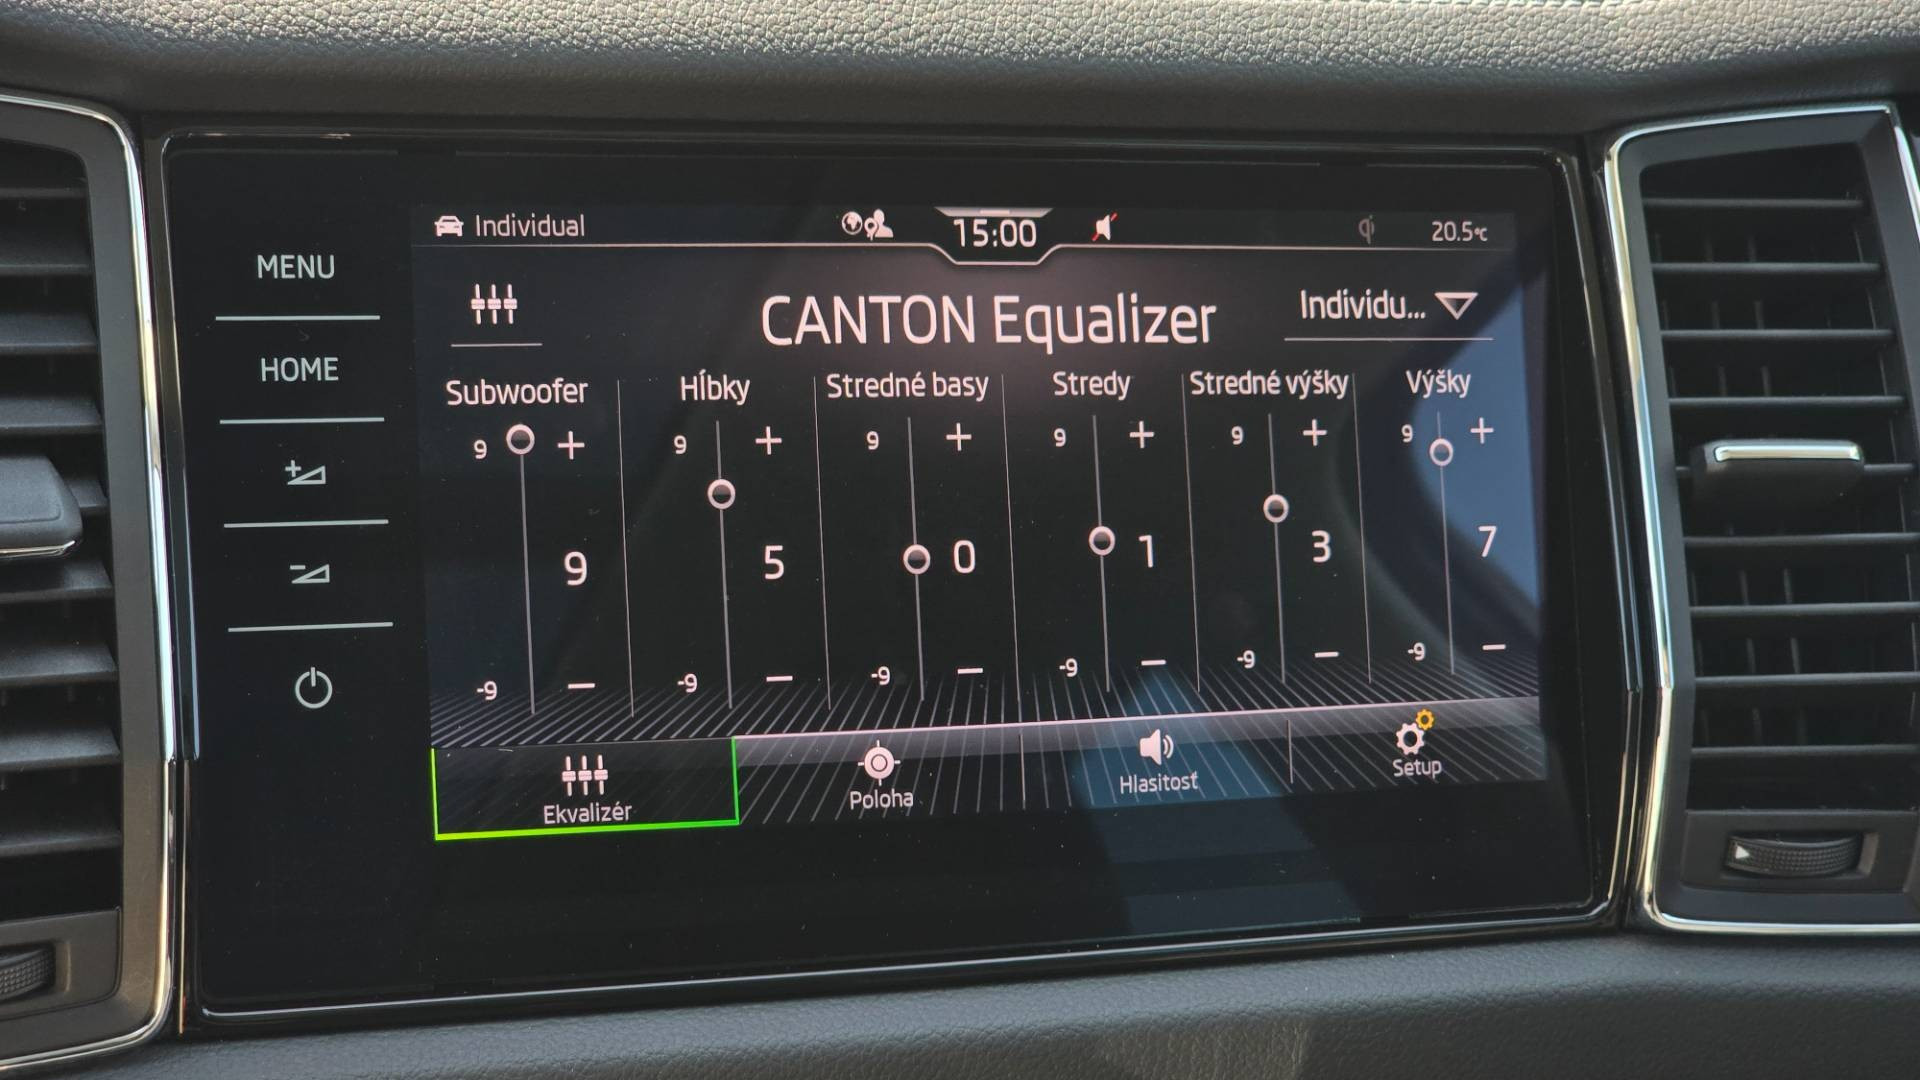 MENU
HOME
Individual
15:00
20.5°C
CANTON Equalizer
Individu...
Subwoofer
Hĺbky
Stredné basy
Stredy
Stredné výšky
Výšky
9 +
9 +
9 +
9 +
9 +
9 +
9
5
0
1
3
7
-9 −
-9 −
-9 −
-9 −
-9 −
-9 −
Ekvalizér
Poloha
Hlasitosť
Setup